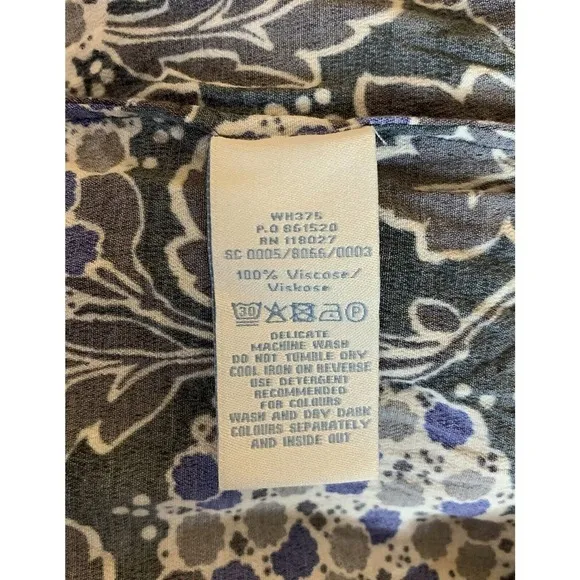 WH375
P.O 861520
RN 118027
SC 0005/8066/0003
100% Viscose/
Viskose
30 P
DELICATE
MACHINE WASH
DO NOT TUMBLE DRY
COOL IRON ON REVERSE
USE DETERGENT
RECOMMENDED
FOR COLOURS
WASH AND DRY DARK
COLOURS SEPARATELY
AND INSIDE OUT